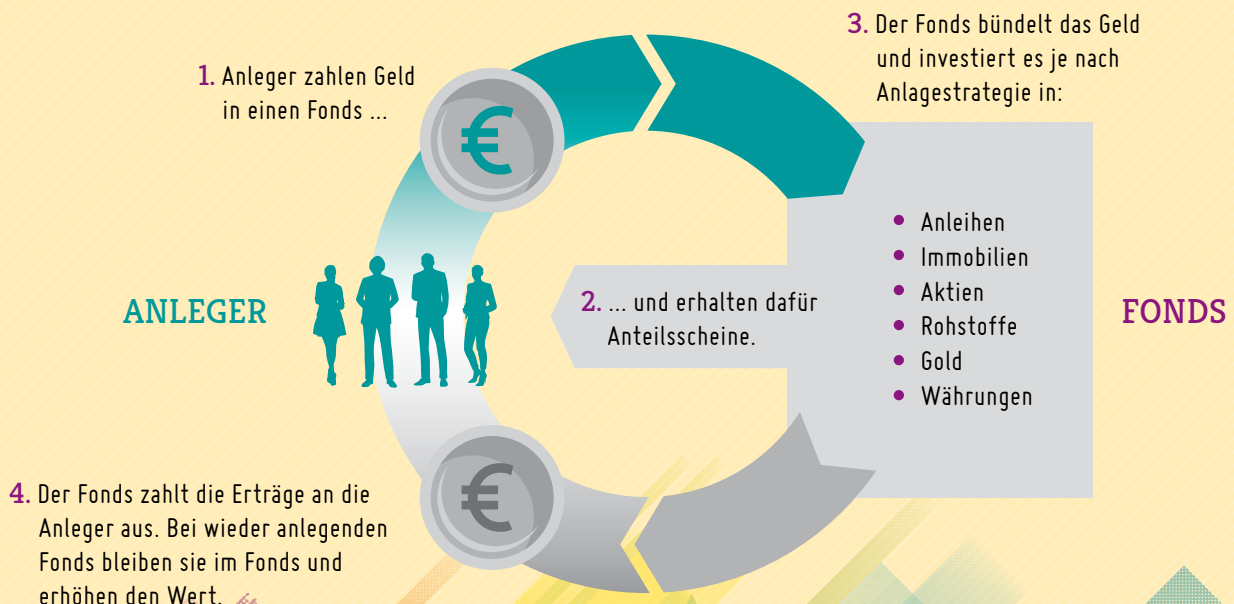 1. Anleger zahlen Geld
in einen Fonds ...
€
ANLEGER
2. ... und erhalten dafür
Anteilsscheine.
3. Der Fonds bündelt das Geld
und investiert es je nach
Anlagestrategie in:
• Anleihen
• Immobilien
• Aktien
• Rohstoffe
• Gold
• Währungen
FONDS
4. Der Fonds zahlt die Erträge an die
Anleger aus. Bei wieder anlegenden
Fonds bleiben sie im Fonds und
erhöhen den Wert.
€